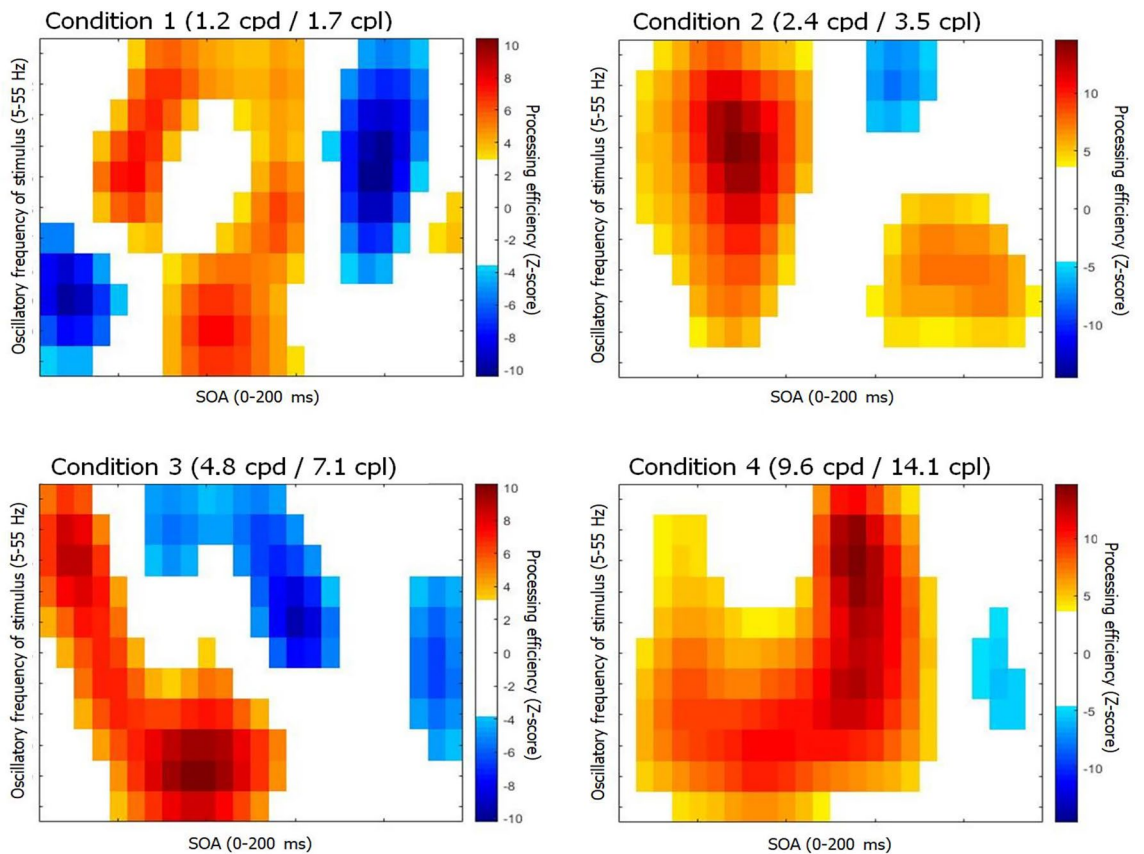 Condition 1 (1.2 cpd / 1.7 cpl)
Oscillatory frequency of stimulus (5-55 Hz)
SOA (0-200 ms)
10
8
6
4
2
0
-2
-4
-6
-8
-10
Processing efficiency (Z-score)
Condition 2 (2.4 cpd / 3.5 cpl)
Oscillatory frequency of stimulus (5-55 Hz)
SOA (0-200 ms)
10
5
0
-5
-10
Processing efficiency (Z-score)
Condition 3 (4.8 cpd / 7.1 cpl)
Oscillatory frequency of stimulus (5-55 Hz)
SOA (0-200 ms)
10
8
6
4
2
0
-2
-4
-6
-8
-10
Processing efficiency (Z-score)
Condition 4 (9.6 cpd / 14.1 cpl)
Oscillatory frequency of stimulus (5-55 Hz)
SOA (0-200 ms)
10
5
0
-5
-10
Processing efficiency (Z-score)